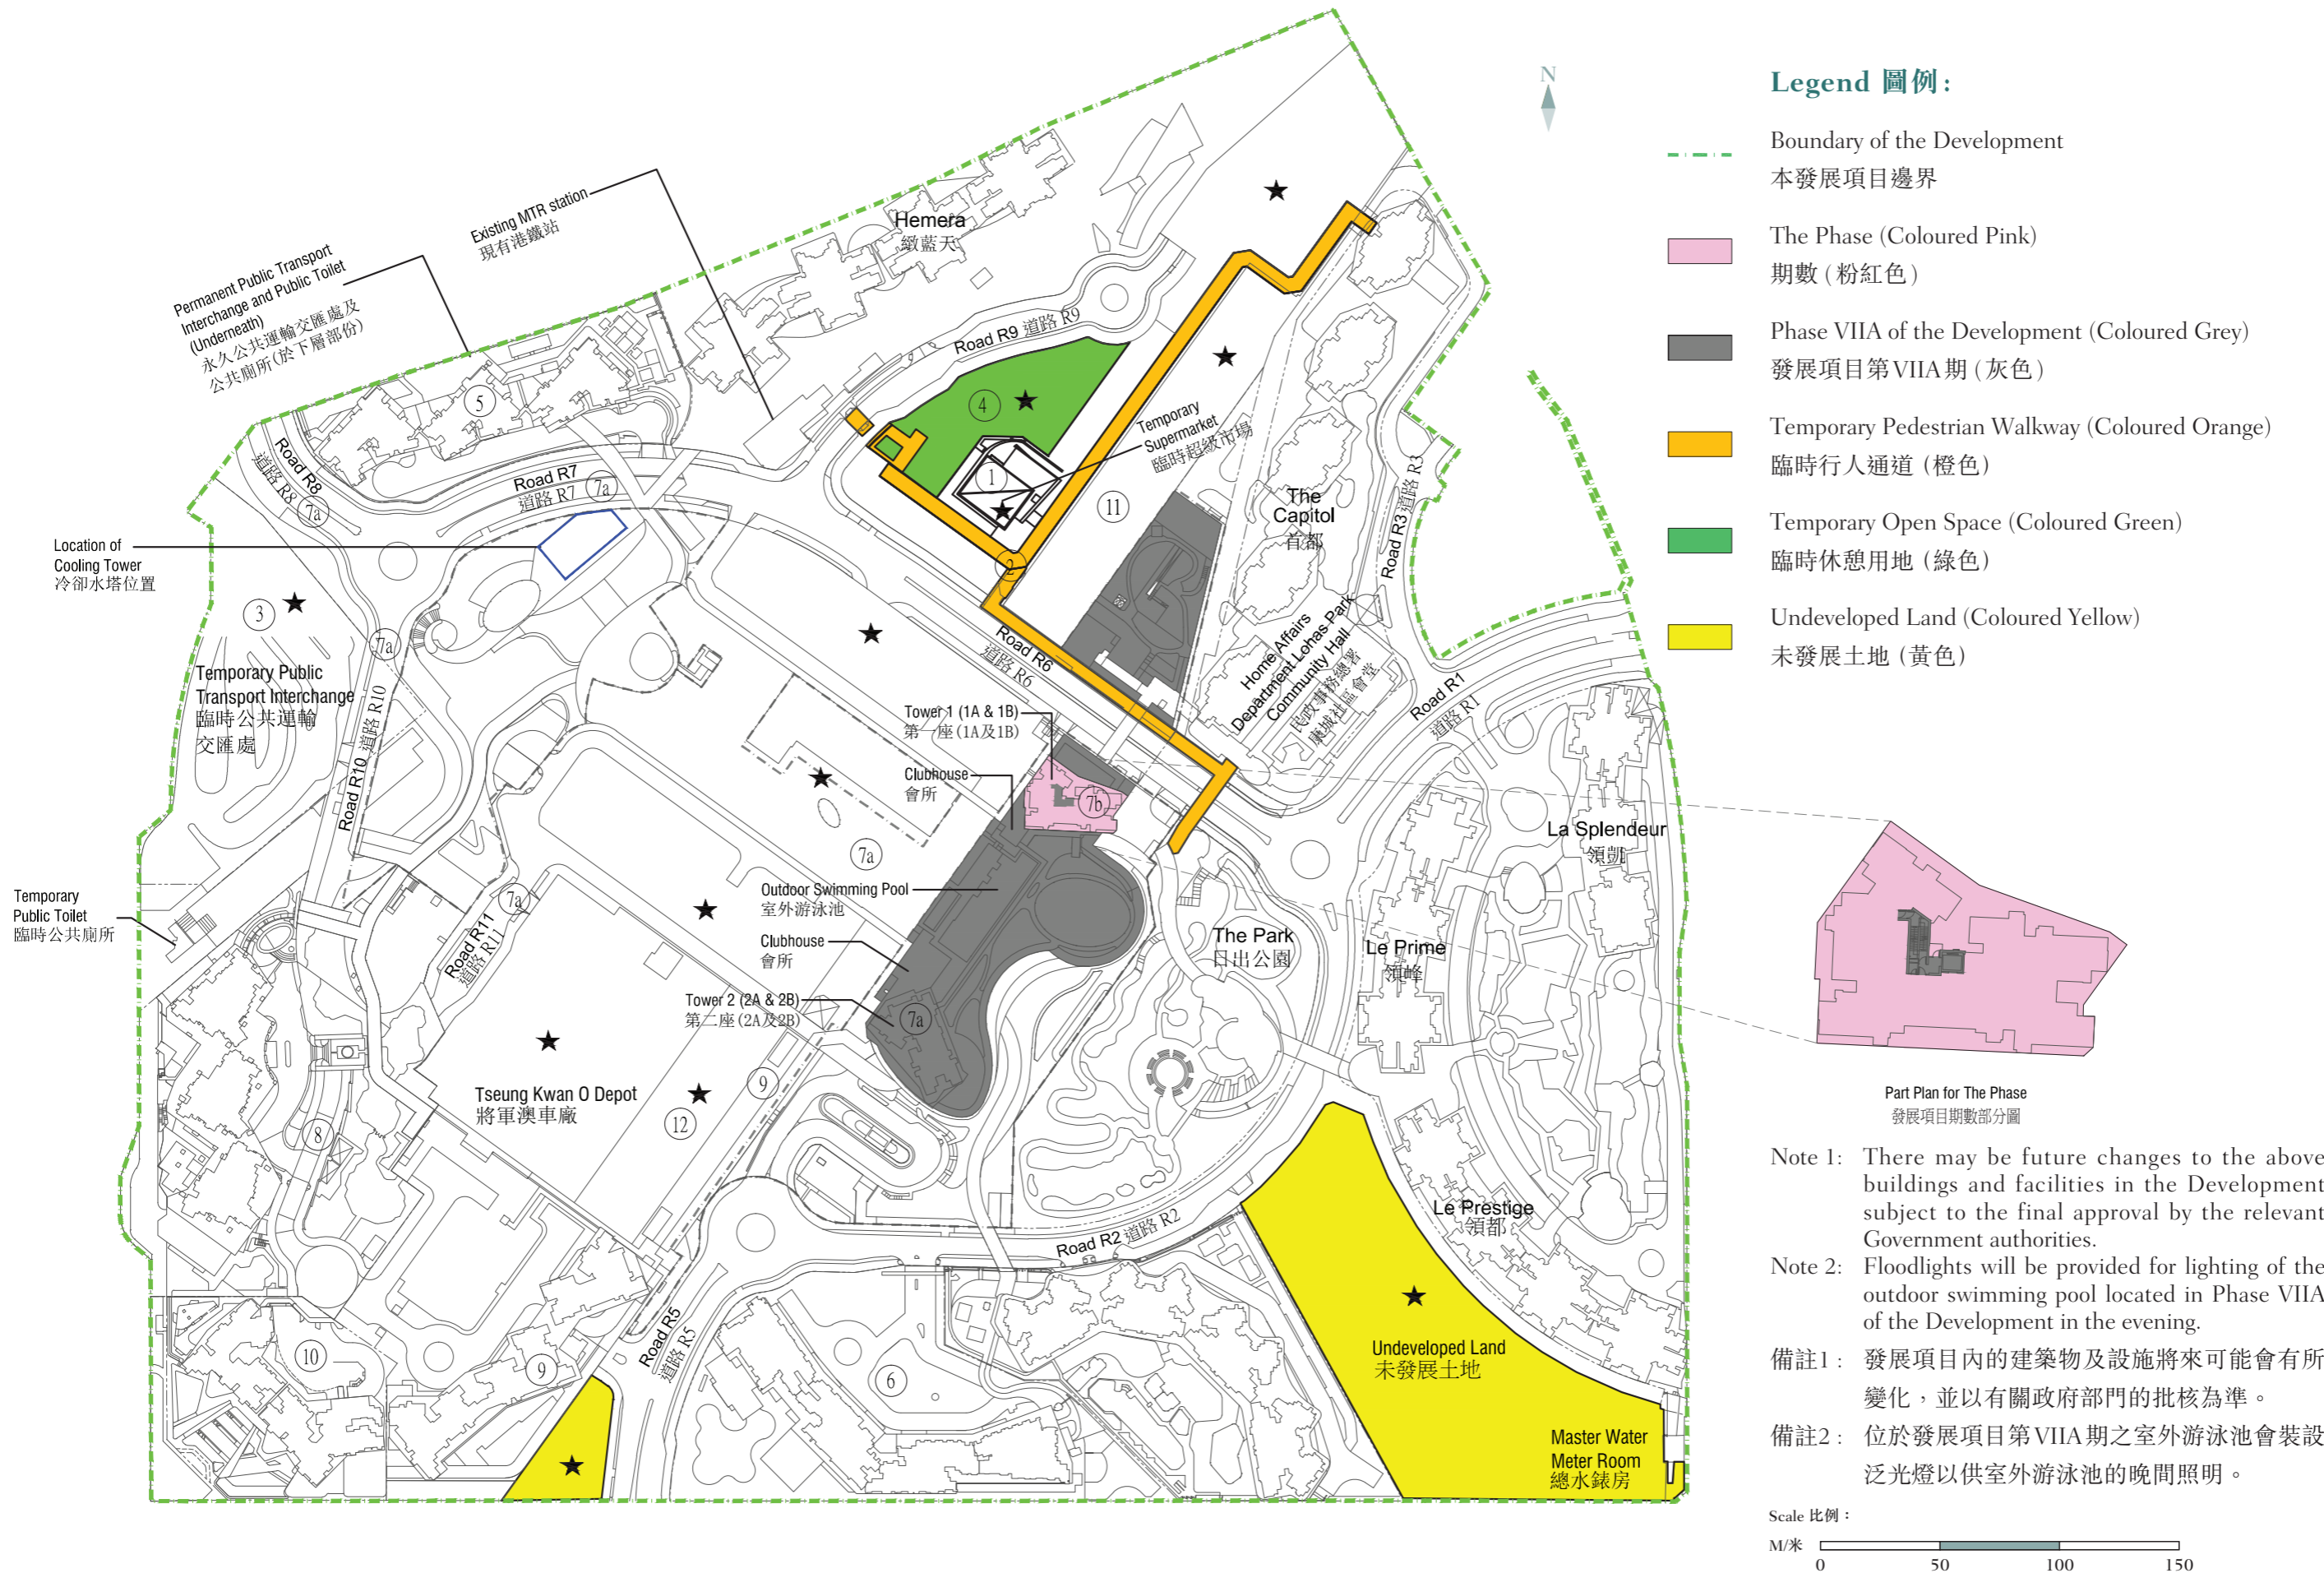 N
Hemera
緻藍天
Existing MTR station
現有港鐵站
Permanent Public Transport
Interchange and Public Toilet
(Underneath)
永久公共運輸交匯處及
公共廁所(於下層部份)
Road R9 道路 R9
5
4
Temporary
Supermarket
臨時超級市場
1
11
Road R8
道路 R8
7a
Road R7
道路 R7
7a
The
Capitol
首都
Road R3 道路 R3
Location of
Cooling Tower
冷卻水塔位置
2
3
7a
Temporary Public
Transport Interchange
臨時公共運輸
交匯處
Road R10 道路 R10
Road R6
道路 R6
Home Affairs
Department Lohas Park
Community Hall
民政事務總署
康城社區會堂
Road R1
道路 R1
Tower 1 (1A & 1B)
第一座(1A及1B)
Clubhouse
會所
7b
7a
La Splendeur
領凱
Temporary
Public Toilet
臨時公共廁所
7a
Road R11
道路 R11
Outdoor Swimming Pool
室外游泳池
Clubhouse
會所
The Park
日出公園
Le Prime
領峰
Tower 2 (2A & 2B)
第二座(2A及2B)
7a
Tseung Kwan O Depot
將軍澳車廠
9
12
8
Le Prestige
領都
Road R2 道路 R2
Road R5
道路 R5
10
9
6
Undeveloped Land
未發展土地
Master Water
Meter Room
總水錶房
Legend 圖例 :
Boundary of the Development
本發展項目邊界
The Phase (Coloured Pink)
期數 (粉紅色)
Phase VIIA of the Development (Coloured Grey)
發展項目第VIIA期 (灰色)
Temporary Pedestrian Walkway (Coloured Orange)
臨時行人通道 (橙色)
Temporary Open Space (Coloured Green)
臨時休憩用地 (綠色)
Undeveloped Land (Coloured Yellow)
未發展土地 (黃色)
Part Plan for The Phase
發展項目期數部分圖
Note 1: There may be future changes to the above
buildings and facilities in the Development
subject to the final approval by the relevant
Government authorities.
Note 2: Floodlights will be provided for lighting of the
outdoor swimming pool located in Phase VIIA
of the Development in the evening.
備註1 : 發展項目內的建築物及設施將來可能會有所
變化，並以有關政府部門的批核為準。
備註2 : 位於發展項目第VIIA期之室外游泳池會裝設
泛光燈以供室外游泳池的晚間照明。
Scale 比例 :
M/米 0 50 100 150